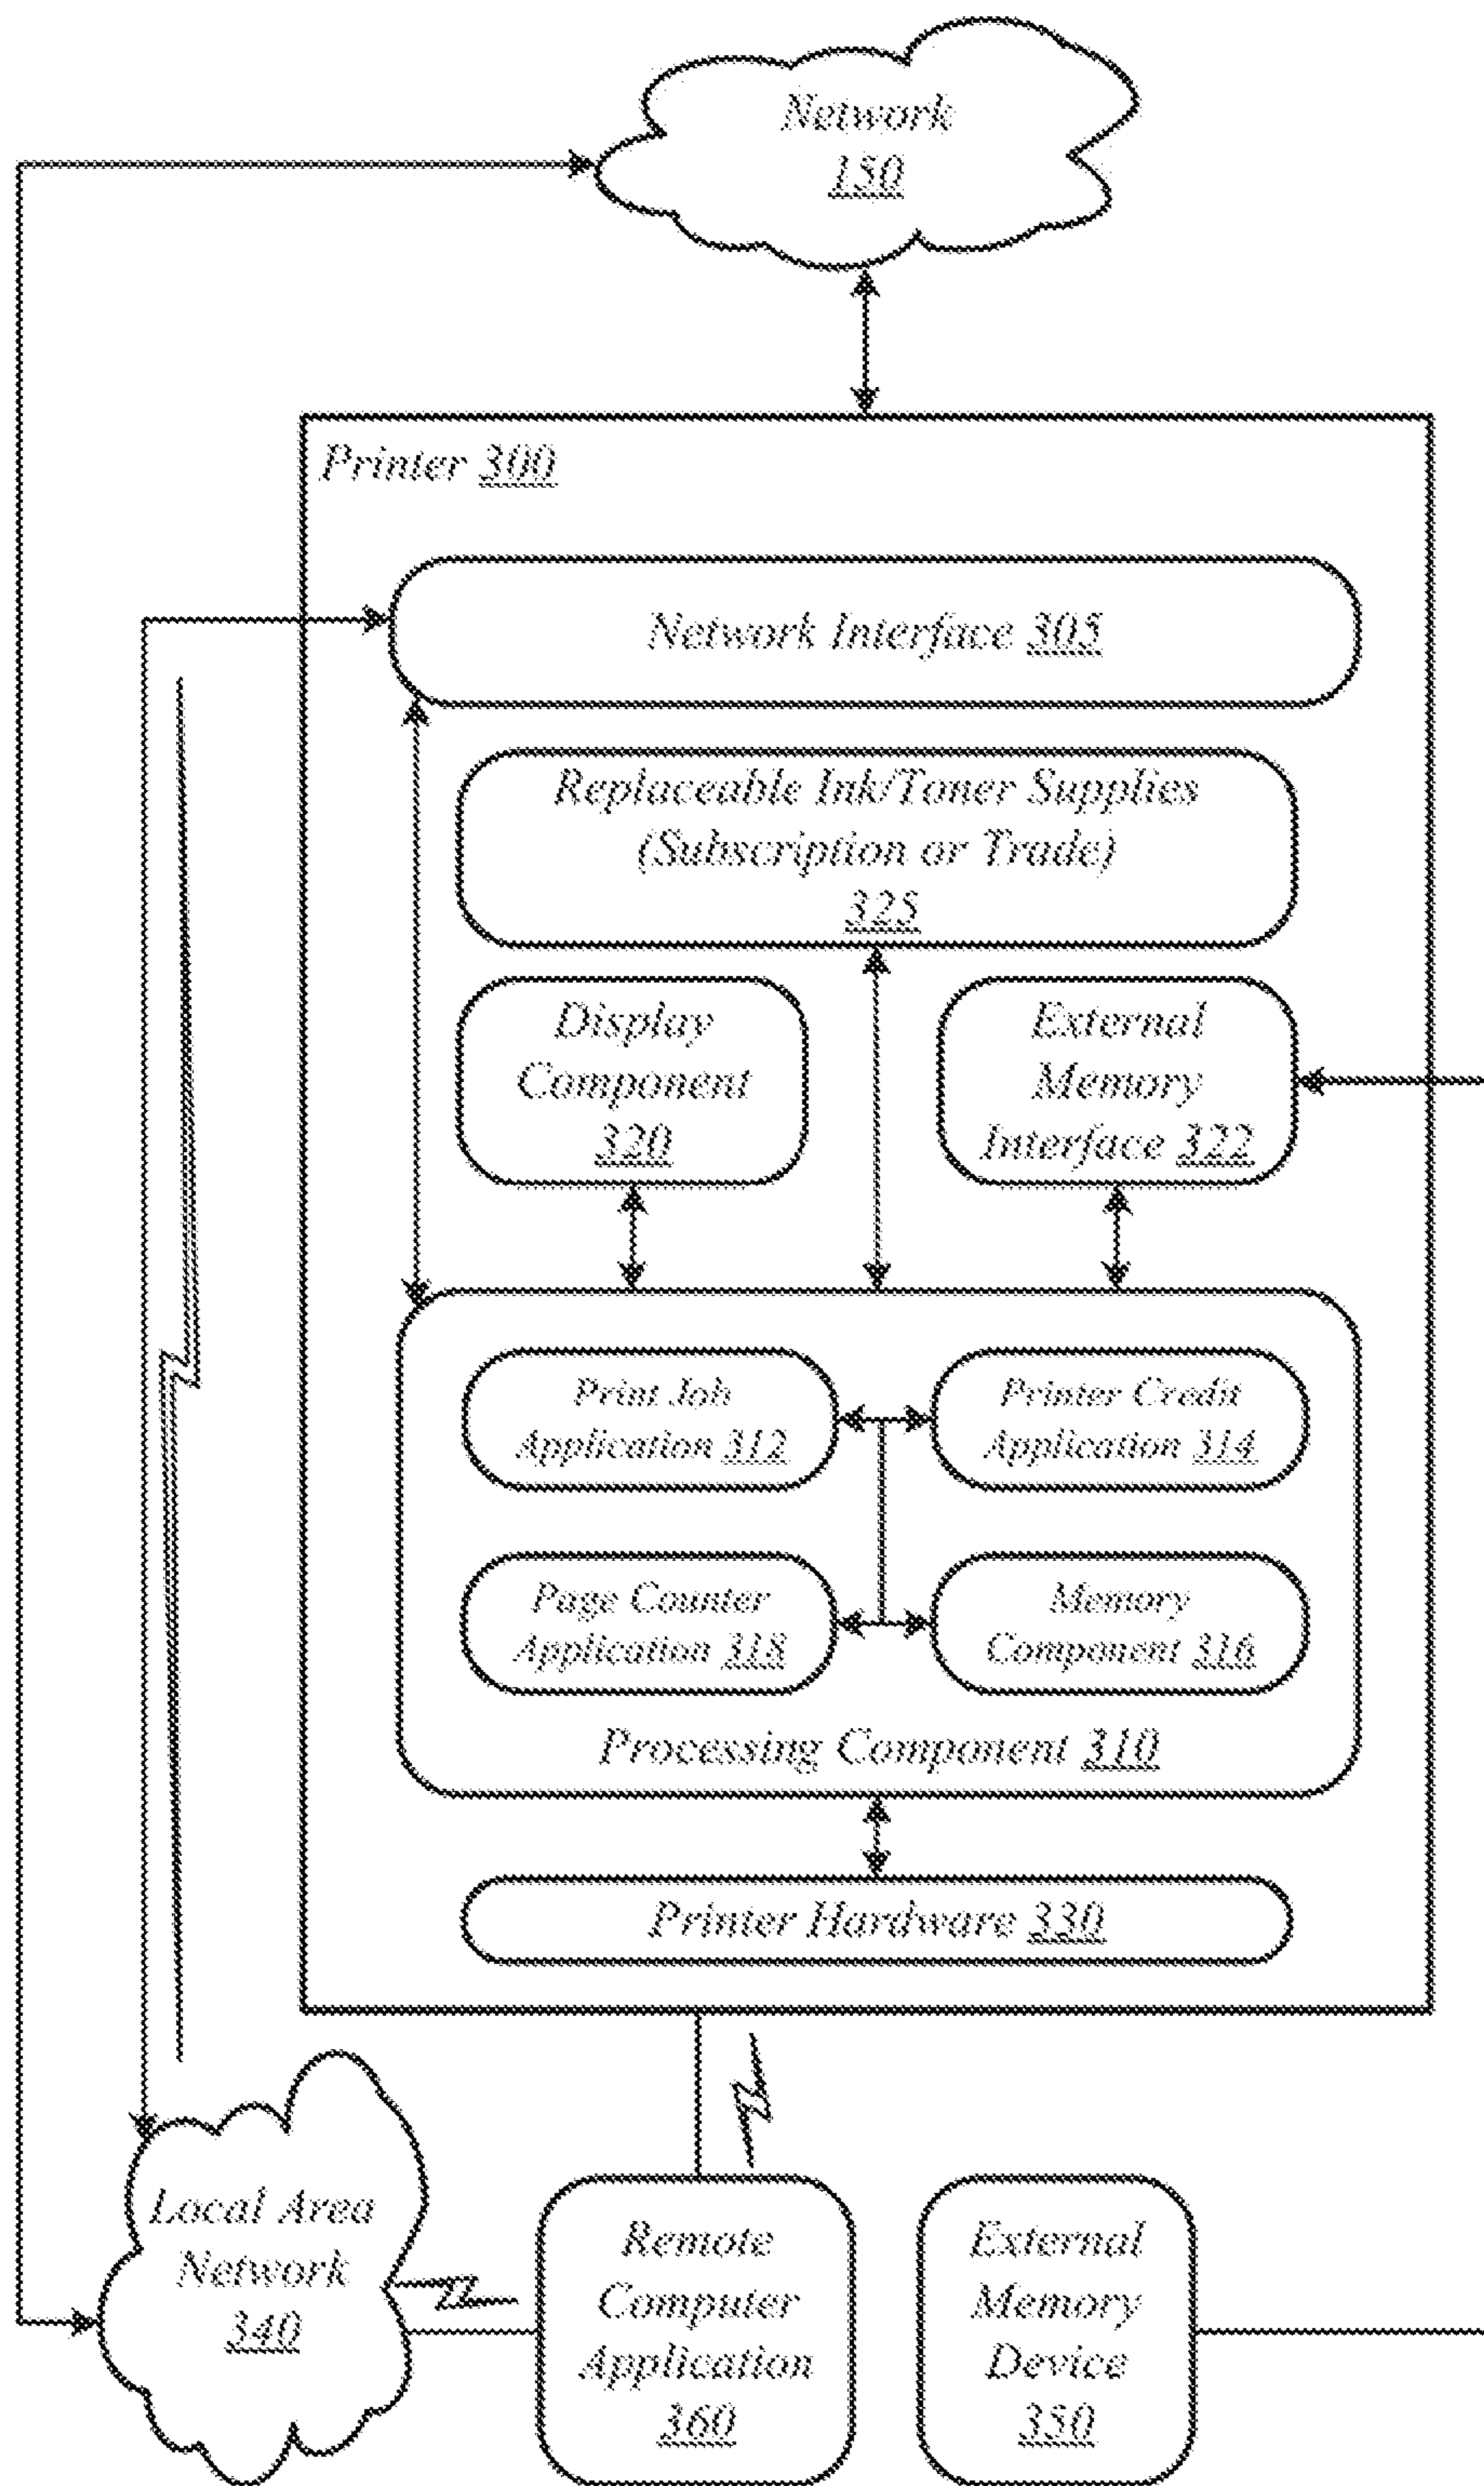 Network
150
Printer 300
Network Interface 305
Replaceable Ink/Toner Supplies
(Subscription or Trade)
325
Display
Component
320
External
Memory
Interface 322
Print Job
Application 312
Printer Credit
Application 314
Page Counter
Application 318
Memory
Component 316
Processing Component 310
Printer Hardware 330
Local Area
Network
340
Remote
Computer
Application
360
External
Memory
Device
350